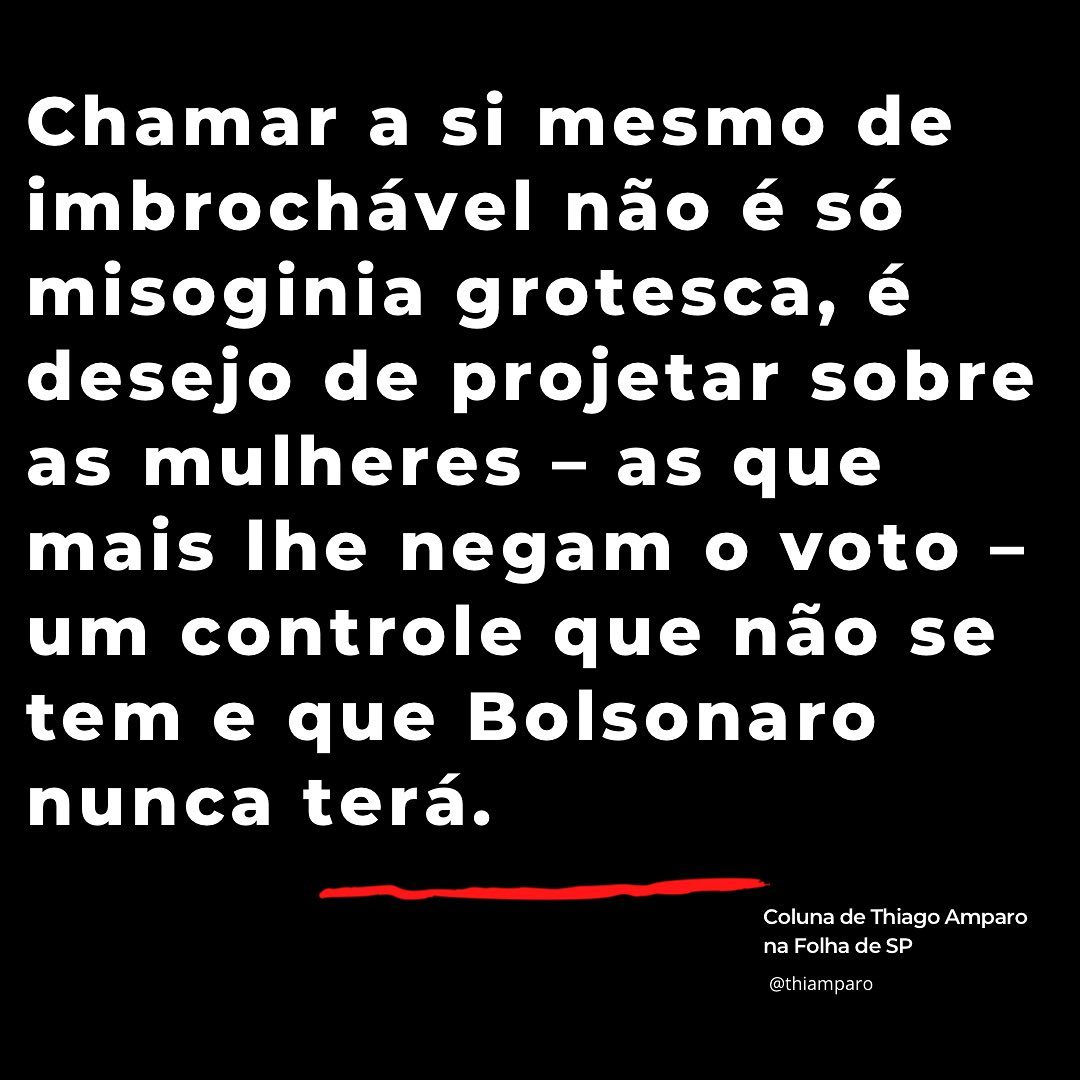 Chamar a si mesmo de
imbrochável não é só
misoginia grotesca, é
desejo de projetar sobre
as mulheres – as que
mais lhe negam o voto –
um controle que não se
tem e que Bolsonaro
nunca terá.
Coluna de Thiago Amparo
na Folha de SP
@thiamparo